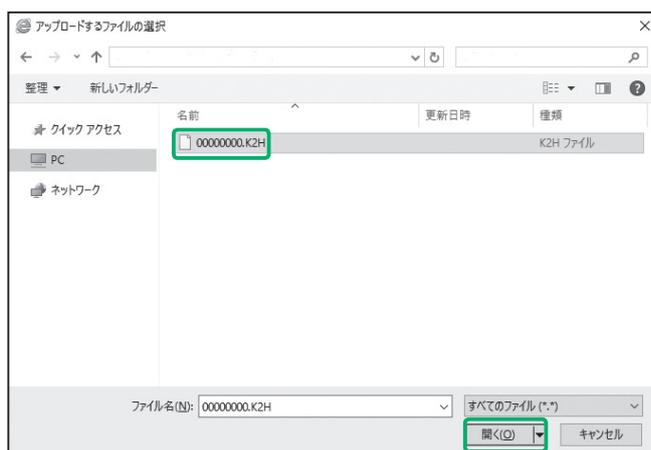 アップロードするファイルの選択
整理 新しいフォルダー
名前 更新日時 種類
クイック アクセス
00000000.K2H K2H ファイル
PC
ネットワーク
ファイル名(N): 00000000.K2H すべてのファイル (*.*)
開く(O) キャンセル